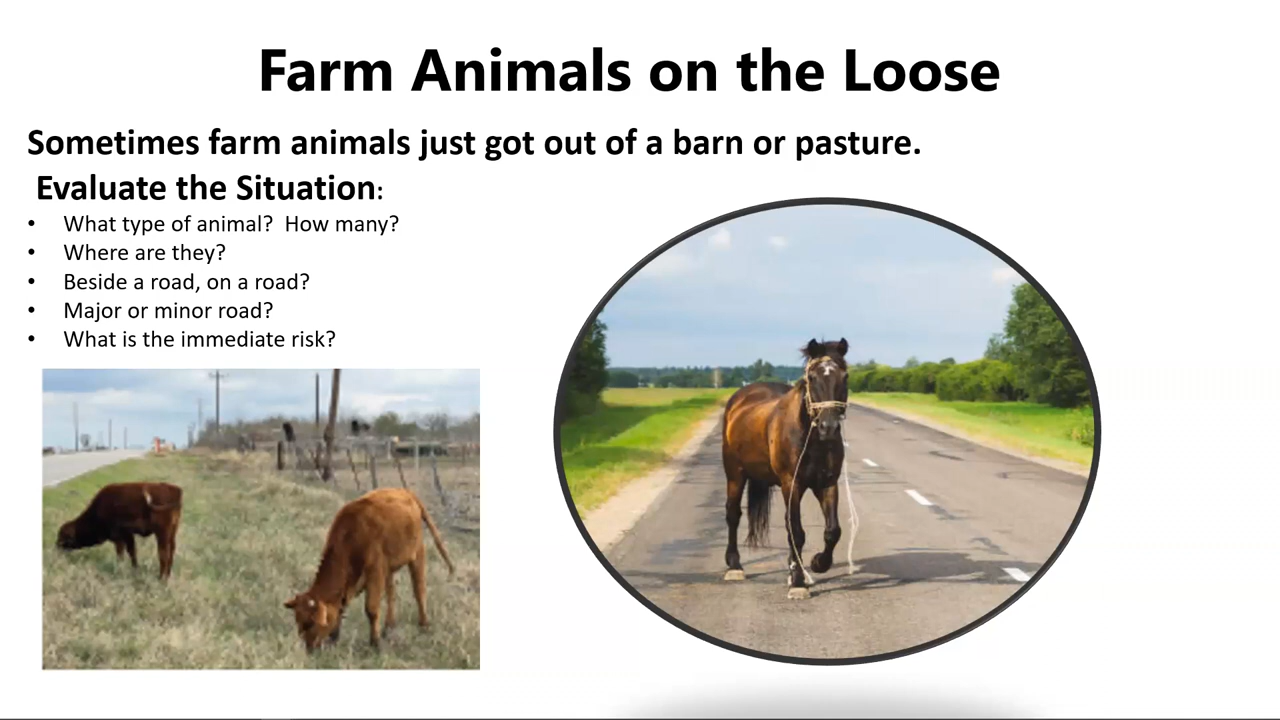 Farm Animals on the Loose
Sometimes farm animals just got out of a barn or pasture.
Evaluate the Situation:
• What type of animal?  How many?
• Where are they?
• Beside a road, on a road?
• Major or minor road?
• What is the immediate risk?